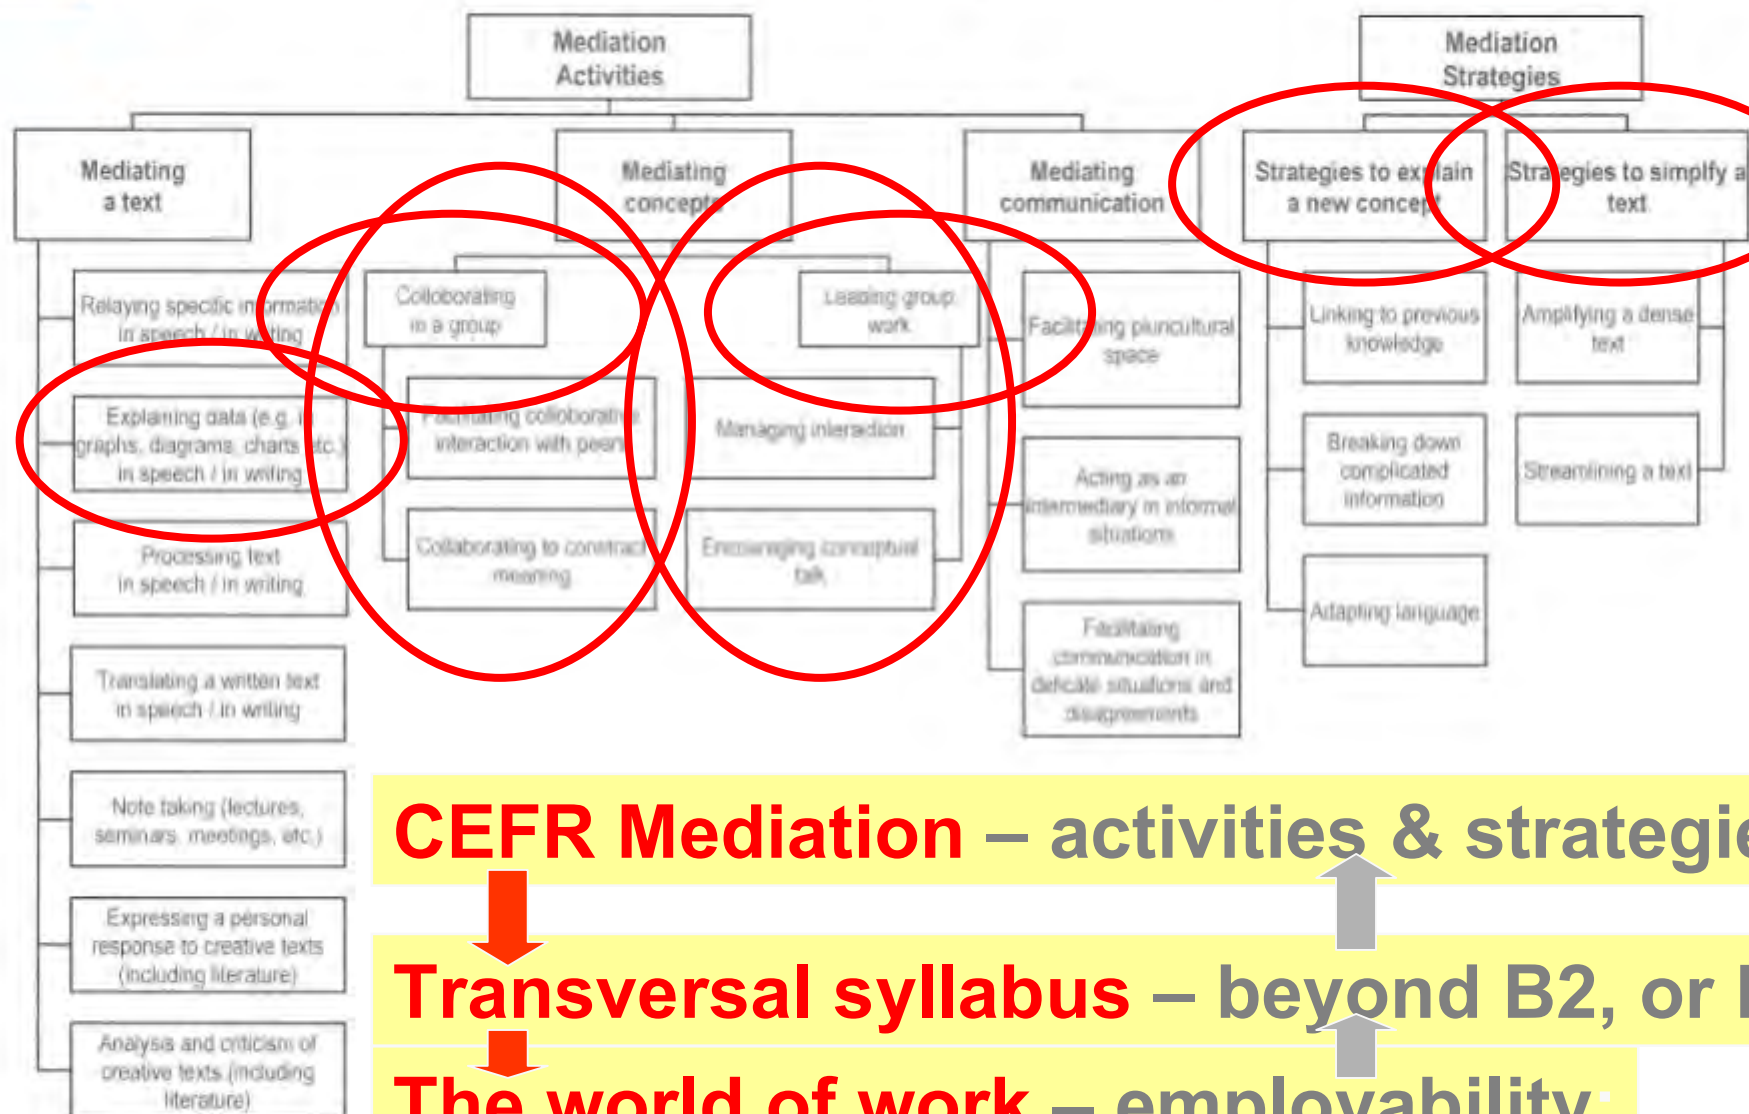 Mediation
Activities
Mediation
Strategies
Mediating
a text
Mediating
concepts
Mediating
communication
Strategies to explain
a new concept
Strategies to simplfy a
text
Relaying specific information
in speech / in writing
Explaining data (e.g. in
graphs, diagrams, charts etc.)
in speech / in writing
Processing text
in speech / in writing
Translating a written text
in speech / in writing
Note taking (lectures,
seminars, meetings, etc.)
Expressing a personal
response to creative texts
(including literature)
Analysis and criticism of
creative texts (including
literature)
Colloborating
in a group
Facilitating collaborative
interaction with peers
Collaborating to construct
meaning
Leading group
work
Managing interaction
Encouraging conceptual
talk
Facilitating pluricultural
space
Acting as an
intermediary in informal
situations
Facilitating
communication in
delicate situations and
disagreements
Linking to previous
knowledge
Breaking down
complicated
information
Adapting language
Amplifying a dense
text
Streamlining a text
CEFR Mediation – activities & strategie
Transversal syllabus – beyond B2, or
The world of work – employability